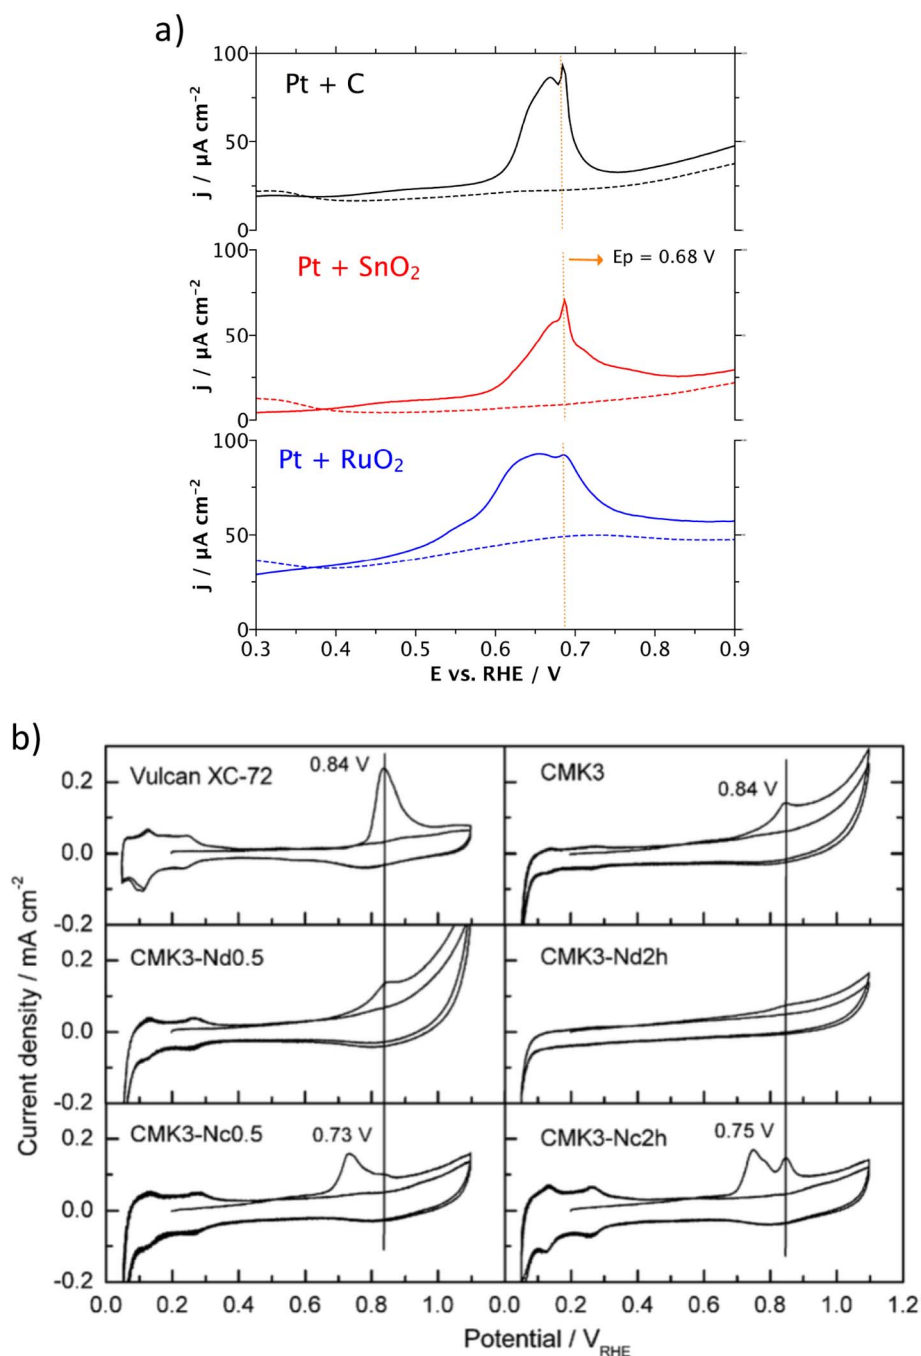 a)
Pt + C
100
50
0
j / µA cm⁻²
Pt + SnO₂
Ep = 0.68 V
100
50
0
j / µA cm⁻²
Pt + RuO₂
100
50
0
j / µA cm⁻²
0.3 0.4 0.5 0.6 0.7 0.8 0.9
E vs. RHE / V
b)
Vulcan XC-72 0.84 V
CMK3 0.84 V
0.2
0.0
-0.2
CMK3-Nd0.5
CMK3-Nd2h
0.2
0.0
-0.2
CMK3-Nc0.5 0.73 V
CMK3-Nc2h 0.75 V
0.2
0.0
-0.2
Current density / mA cm⁻²
0.0 0.2 0.4 0.6 0.8 1.0 0.0 0.2 0.4 0.6 0.8 1.0 1.2
Potential / V_RHE